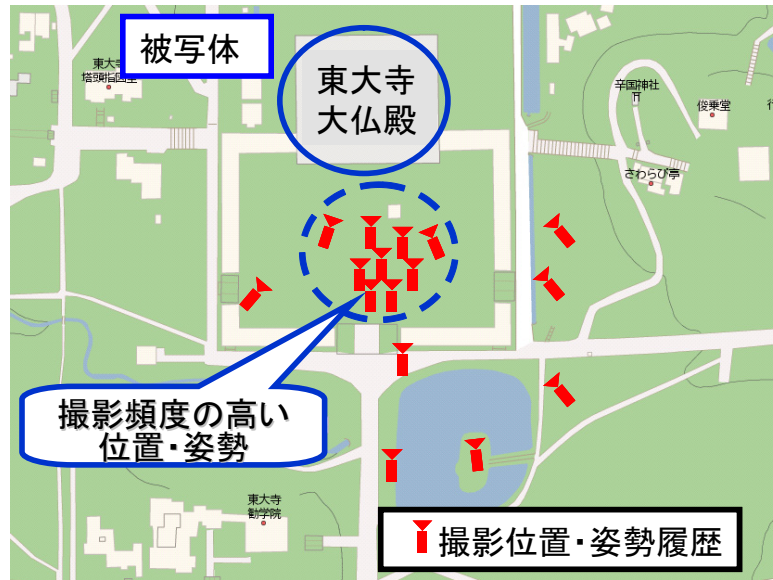 被写体
東大寺
大仏殿
東大寺
辛国神社
俊乗堂
さわらび亭
撮影頻度の高い
位置・姿勢
東大寺
勧学院
撮影位置・姿勢履歴